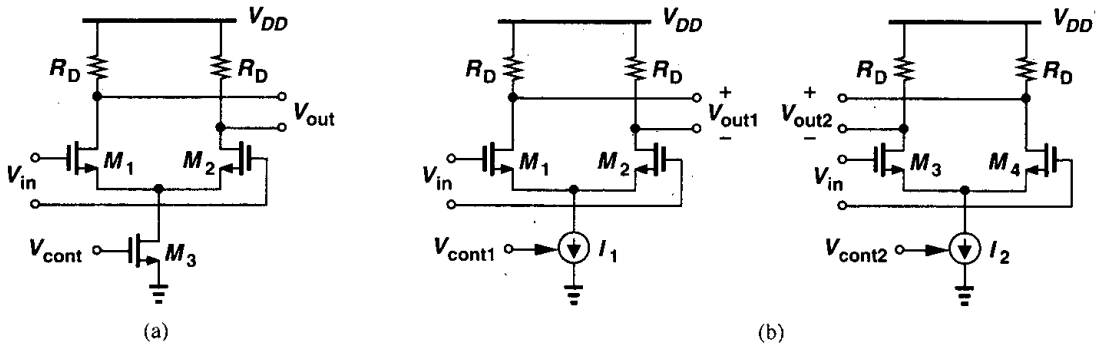 V_DD
R_D R_D
V_out
M_1 M_2
V_in
V_cont M_3
(a)
V_DD
R_D R_D
+
V_out1
−
M_1 M_2
V_in
V_cont1 I_1
V_DD
R_D R_D
+
V_out2
−
M_3 M_4
V_in
V_cont2 I_2
(b)